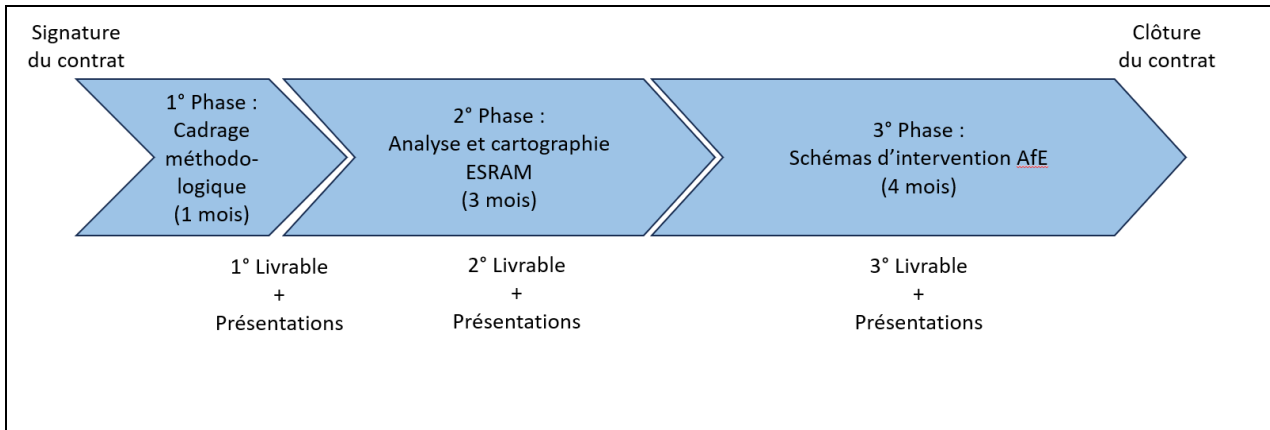 Signature
du contrat
Clôture
du contrat
1° Phase :
Cadrage
méthodo-
logique
(1 mois)
2° Phase :
Analyse et cartographie
ESRAM
(3 mois)
3° Phase :
Schémas d’intervention AfE
(4 mois)
1° Livrable
+
Présentations
2° Livrable
+
Présentations
3° Livrable
+
Présentations